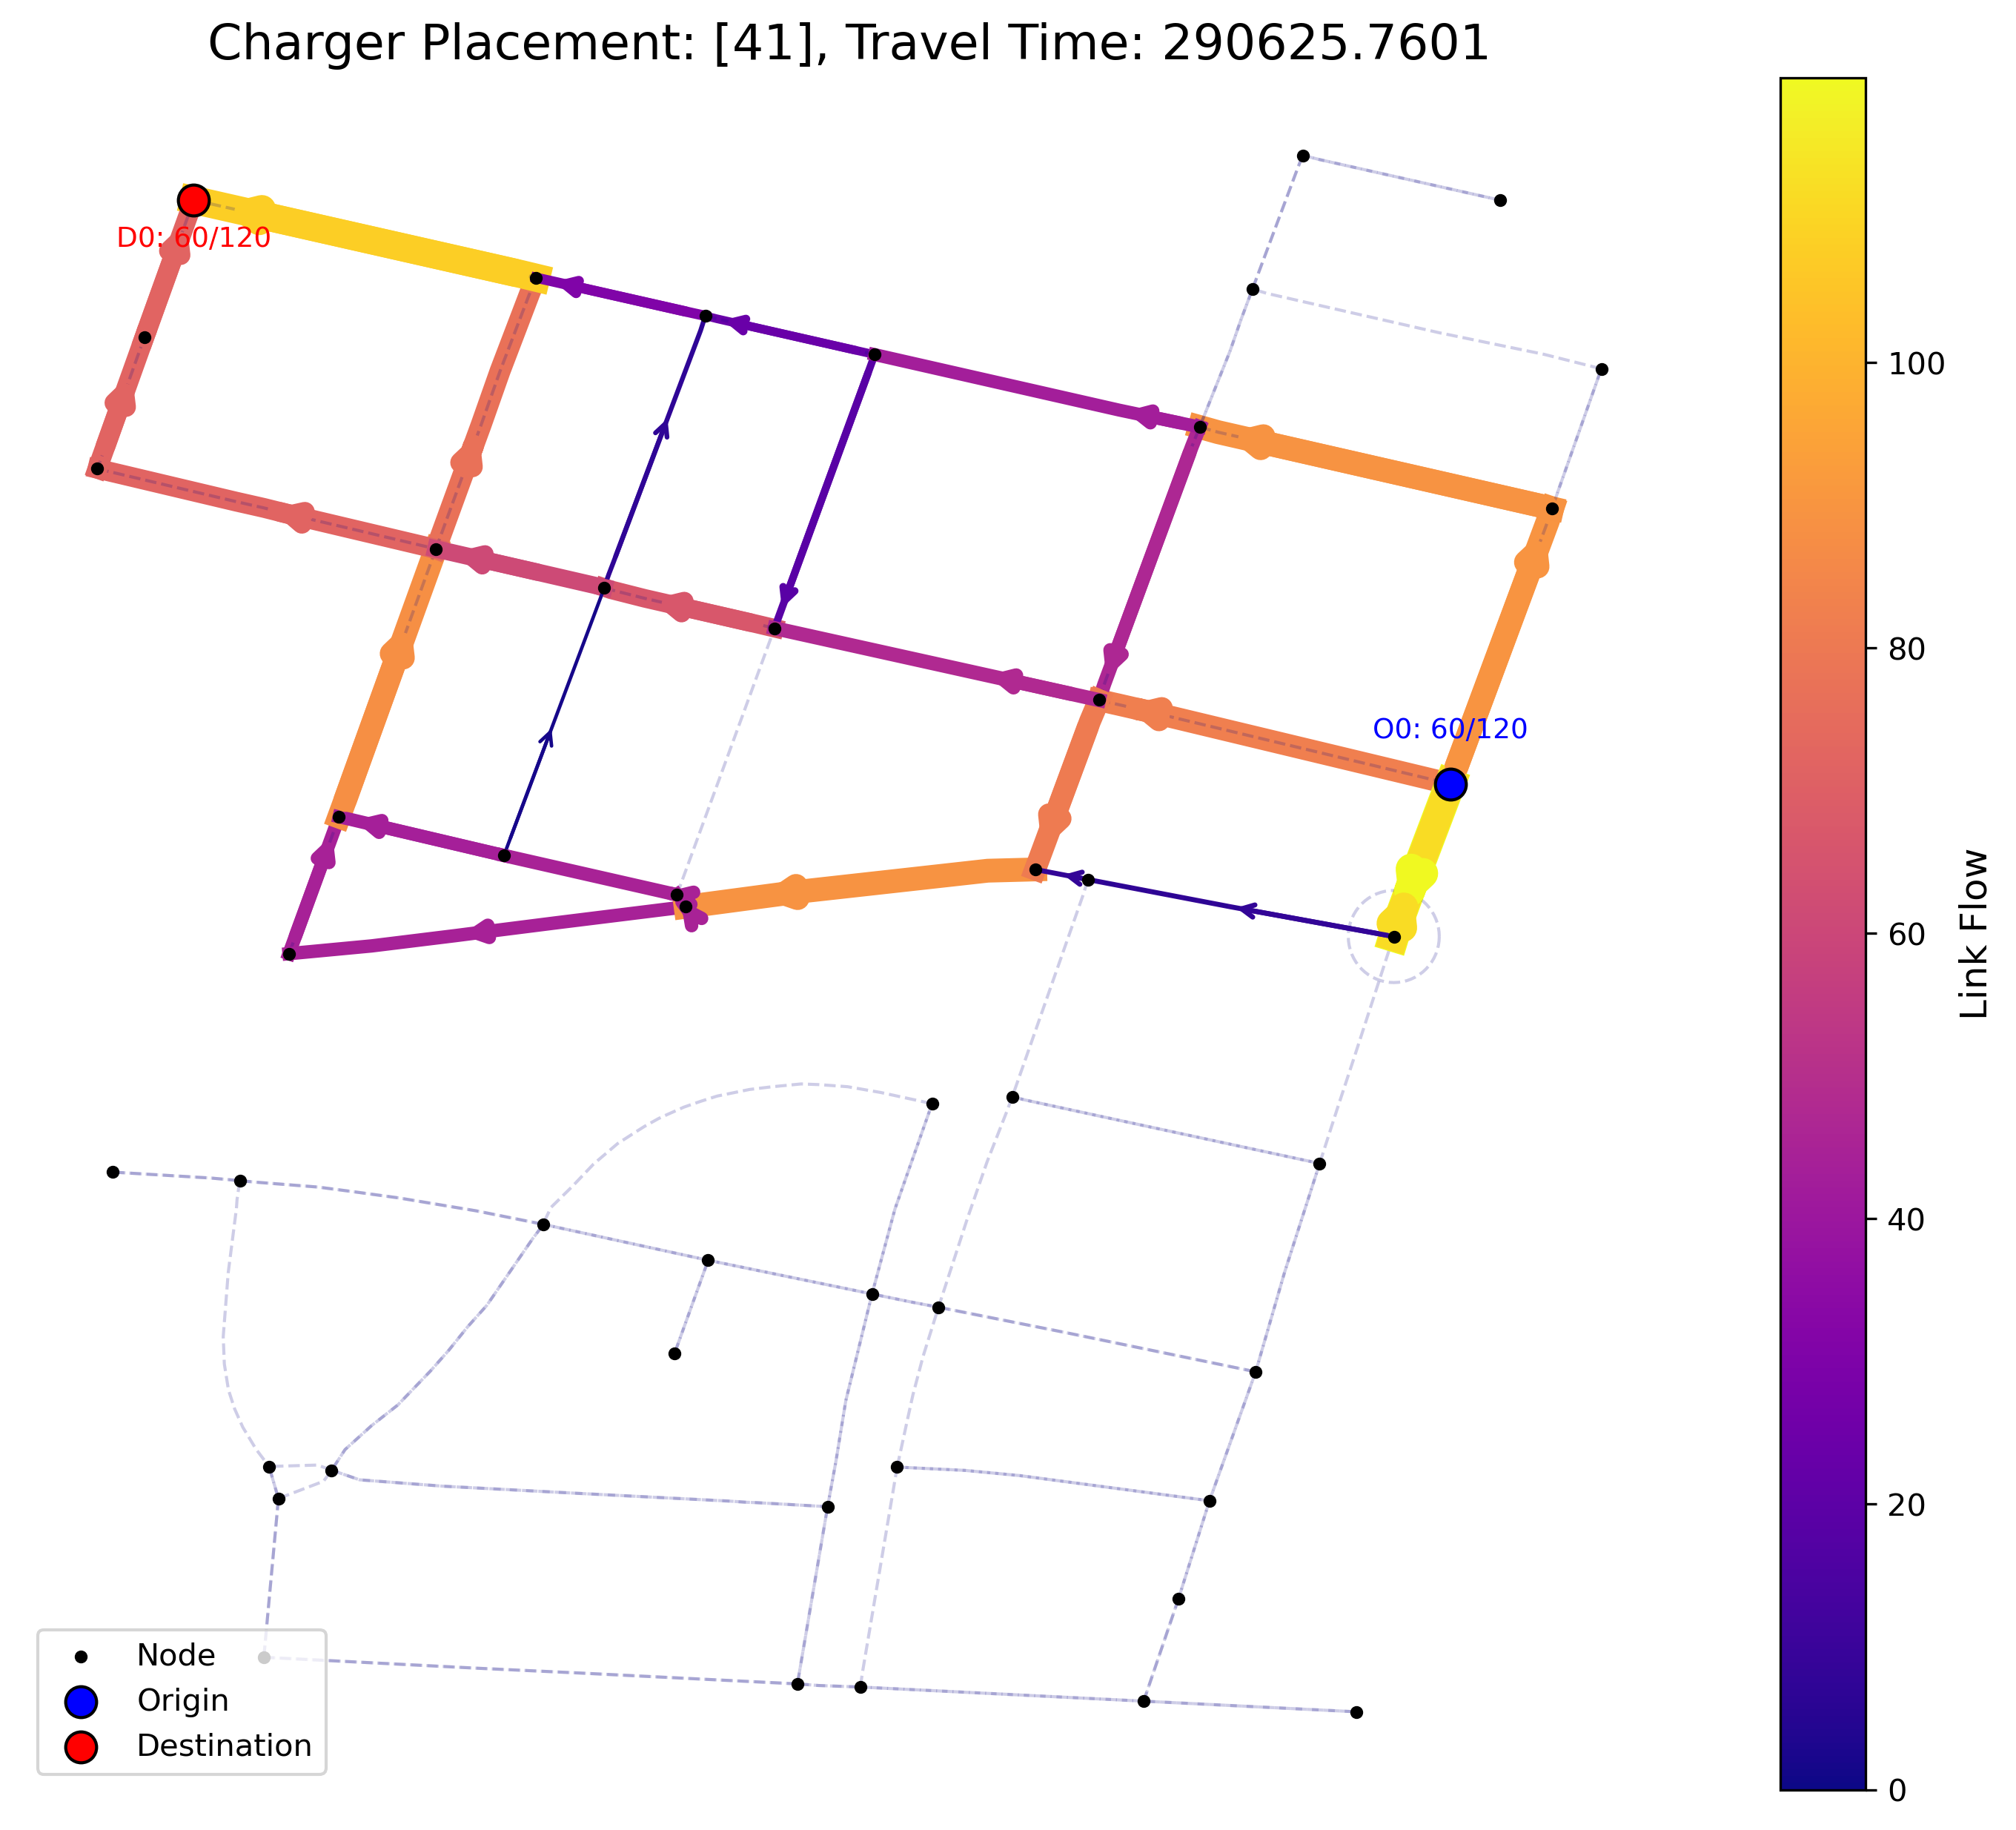 Charger Placement: [41], Travel Time: 290625.7601
D0: 60/120
O0: 60/120
100
80
60
40
20
0
Link Flow
Node
Origin
Destination